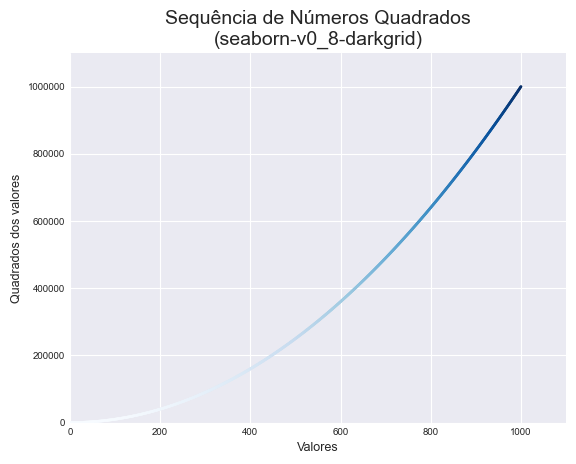 Sequência de Números Quadrados
(seaborn-v0_8-darkgrid)
1000000
800000
600000
400000
200000
0
Quadrados dos valores
0 200 400 600 800 1000
Valores